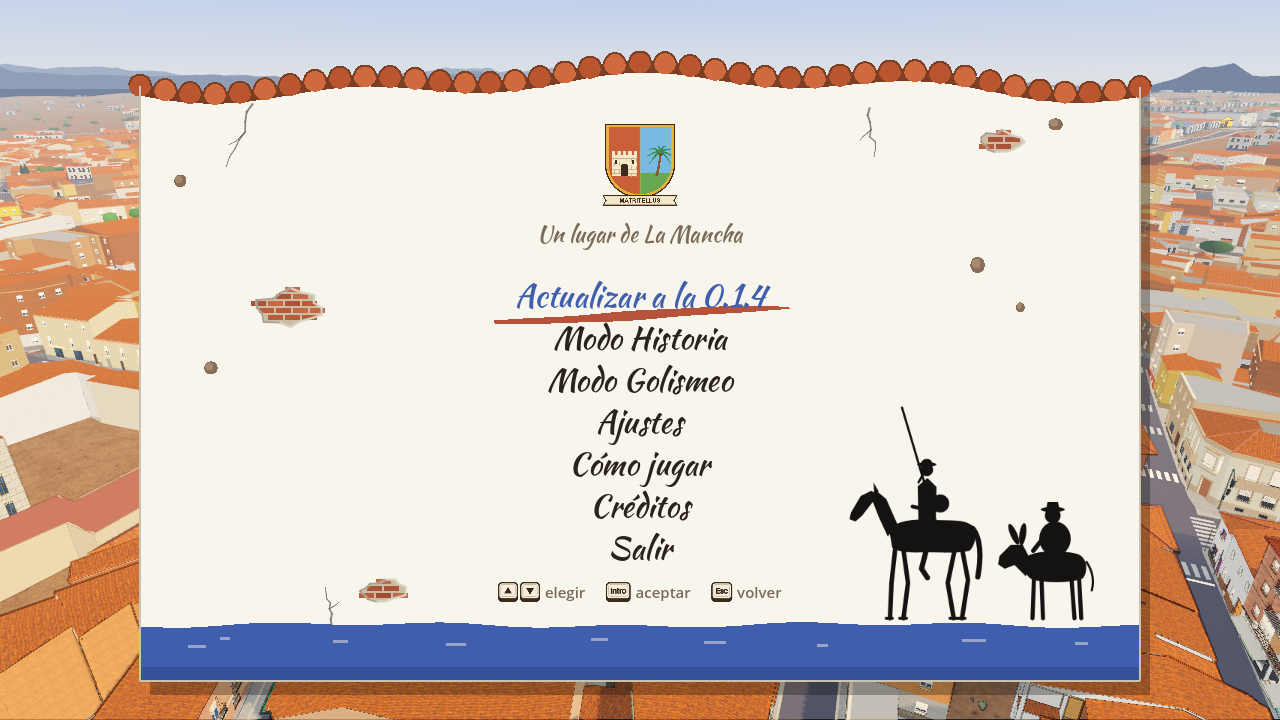 MATRITELLUS
Un lugar de La Mancha
Actualizar a la 0.1.4
Modo Historia
Modo Golismeo
Ajustes
Cómo jugar
Créditos
Salir
▲ ▼ elegir Intro aceptar Esc volver